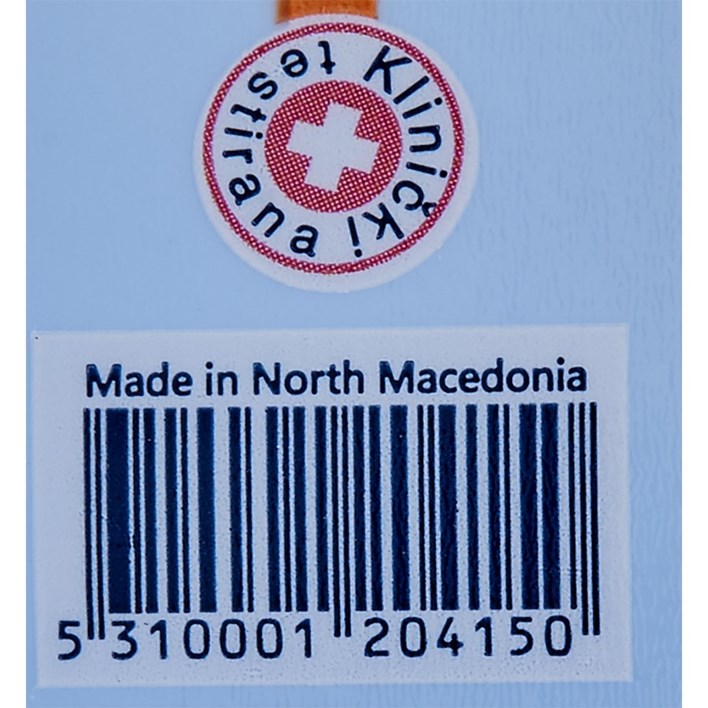 Klinički testirana
Made in North Macedonia
5 310001 204150